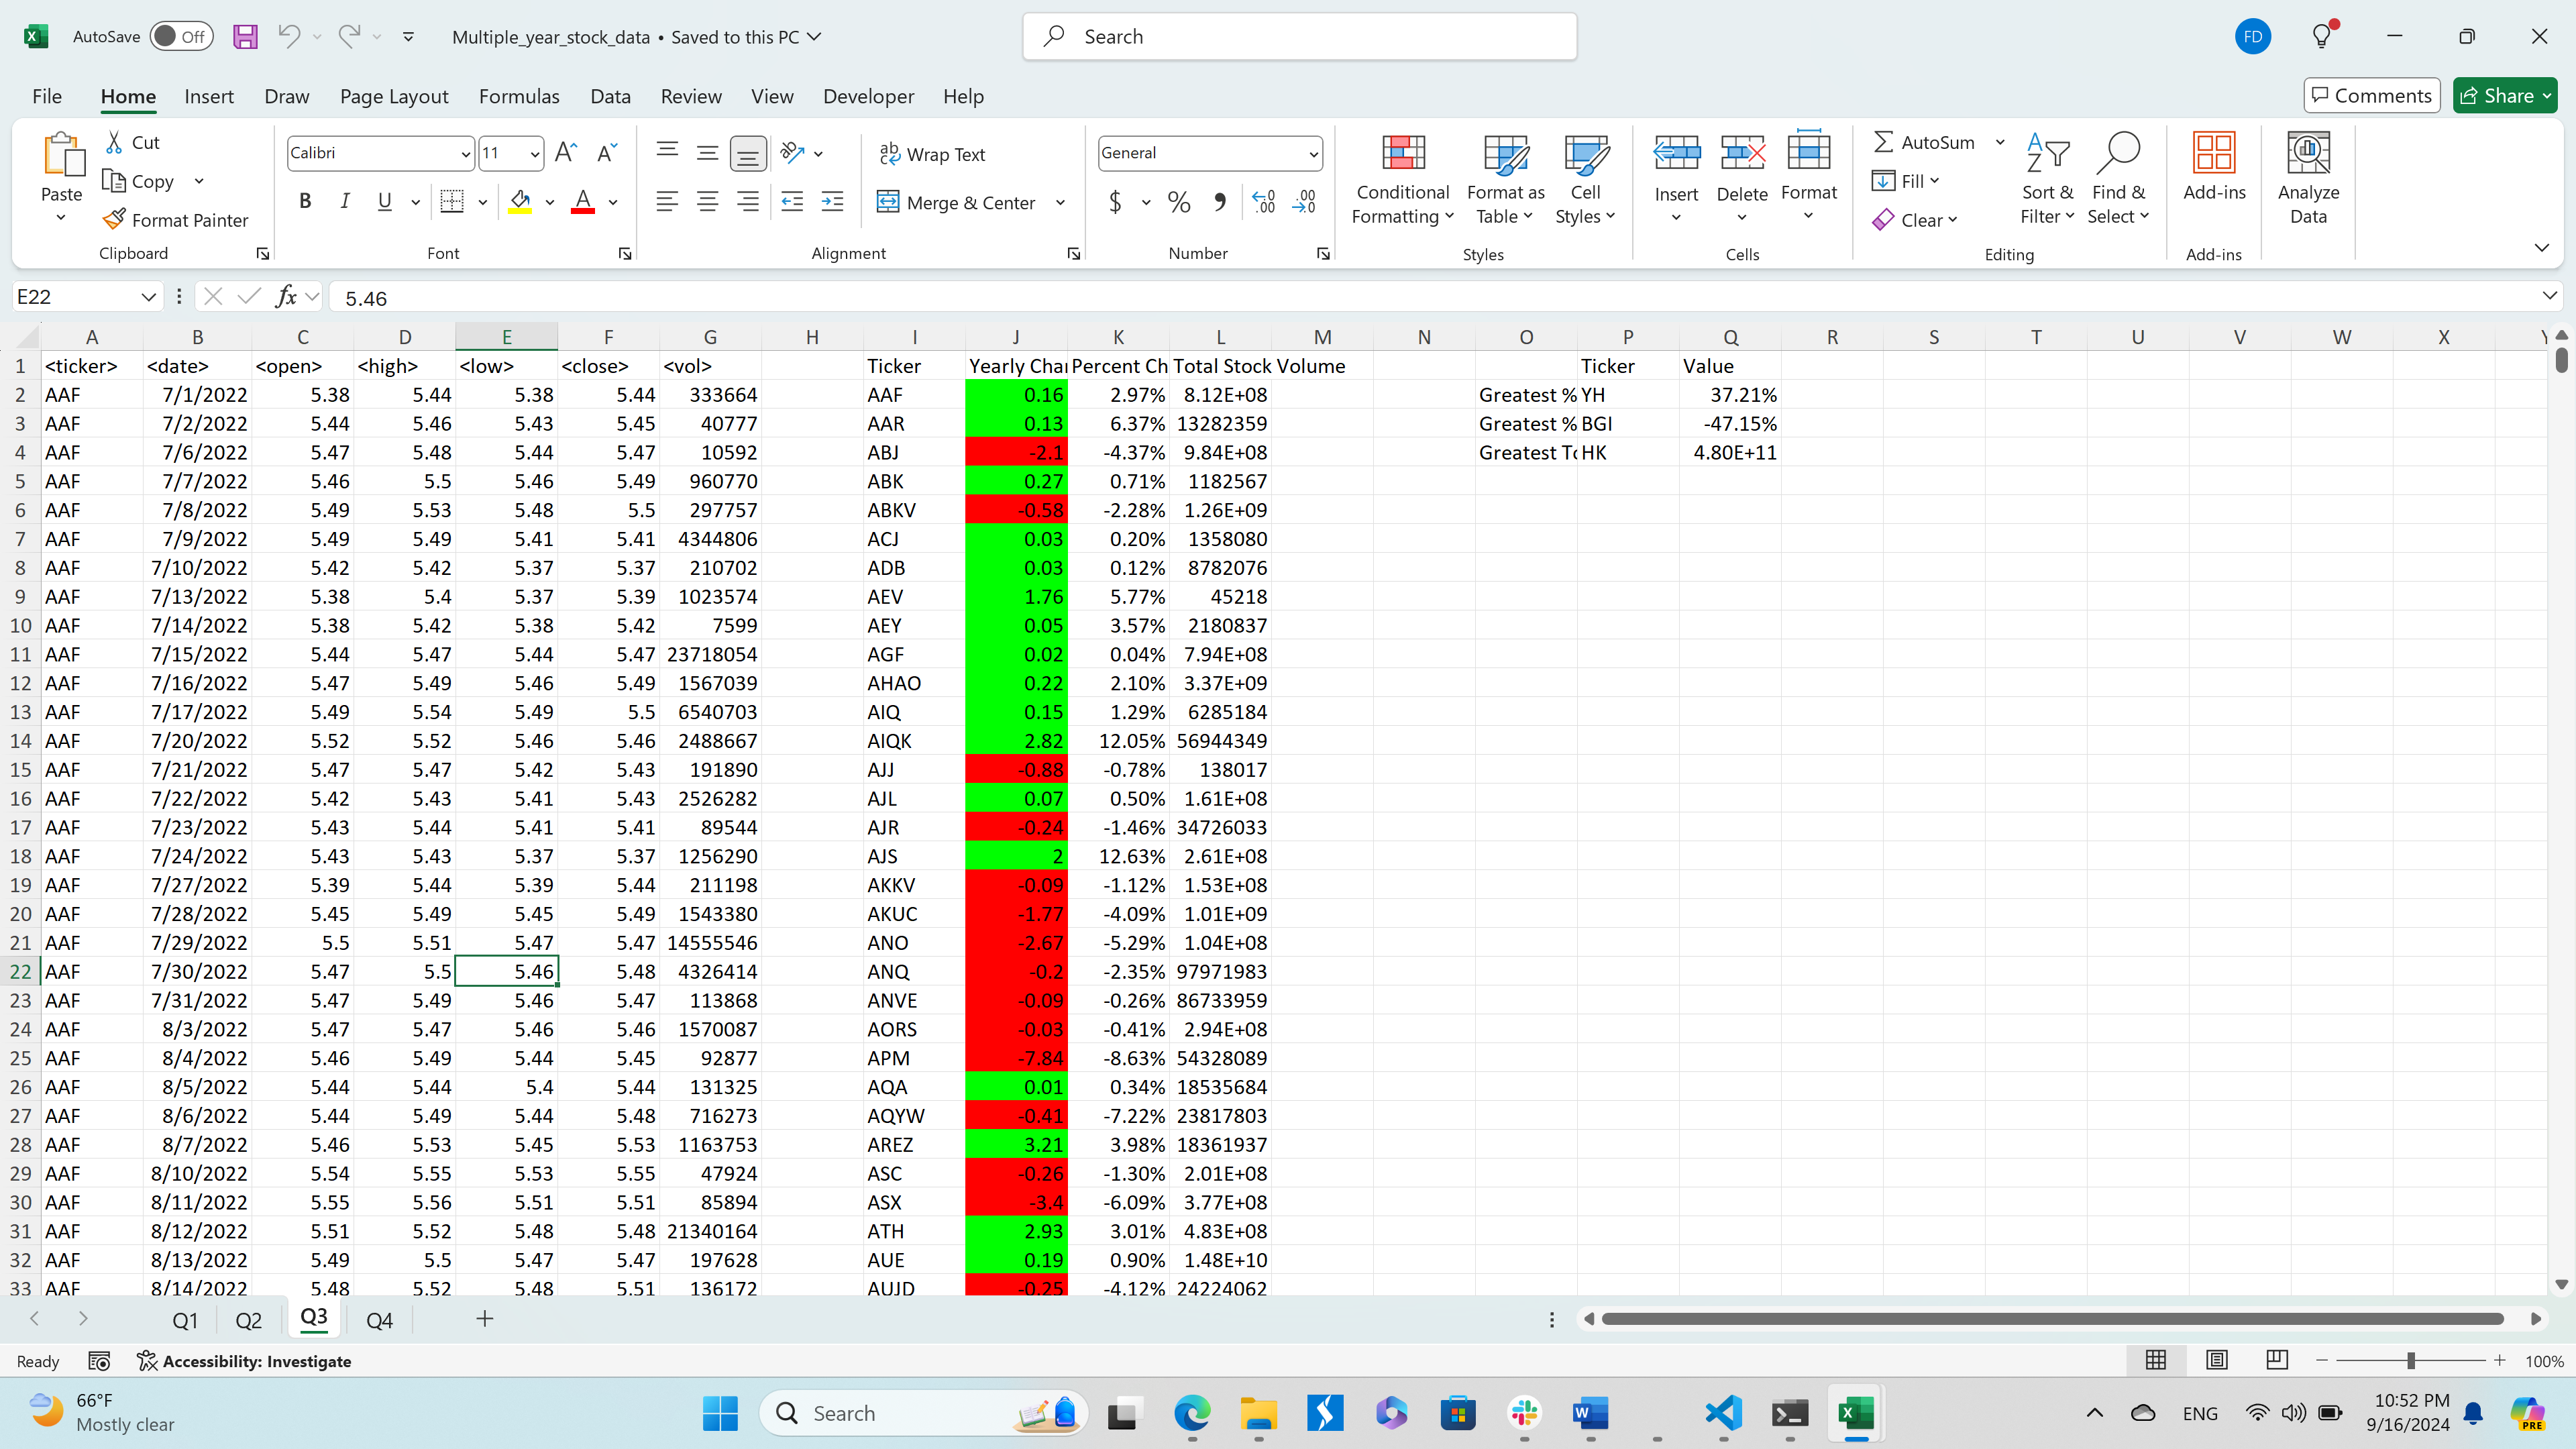 AutoSave Off Multiple_year_stock_data • Saved to this PC Search FD
File Home Insert Draw Page Layout Formulas Data Review View Developer Help Comments Share
Paste Cut Copy Format Painter Clipboard
Calibri 11 B I U A Font
Wrap Text Merge & Center Alignment
General $ % Number
Conditional Formatting Format as Table Cell Styles Styles
Insert Delete Format Cells
AutoSum Fill Clear Sort & Filter Find & Select Editing
Add-ins Add-ins
Analyze Data
E22 fx 5.46
A B C D E F G H I J K L M N O P Q R S T U V W X
1 <ticker> <date> <open> <high> <low> <close> <vol> Ticker Yearly Chan Percent Ch Total Stock Volume Ticker Value
2 AAF 7/1/2022 5.38 5.44 5.38 5.44 333664 AAF 0.16 2.97% 8.12E+08 Greatest % YH 37.21%
3 AAF 7/2/2022 5.44 5.46 5.43 5.45 40777 AAR 0.13 6.37% 13282359 Greatest % BGI -47.15%
4 AAF 7/6/2022 5.47 5.48 5.44 5.47 10592 ABJ -2.1 -4.37% 9.84E+08 Greatest To HK 4.80E+11
5 AAF 7/7/2022 5.46 5.5 5.46 5.49 960770 ABK 0.27 0.71% 1182567
6 AAF 7/8/2022 5.49 5.53 5.48 5.5 297757 ABKV -0.58 -2.28% 1.26E+09
7 AAF 7/9/2022 5.49 5.49 5.41 5.41 4344806 ACJ 0.03 0.20% 1358080
8 AAF 7/10/2022 5.42 5.42 5.37 5.37 210702 ADB 0.03 0.12% 8782076
9 AAF 7/13/2022 5.38 5.4 5.37 5.39 1023574 AEV 1.76 5.77% 45218
10 AAF 7/14/2022 5.38 5.42 5.38 5.42 7599 AEY 0.05 3.57% 2180837
11 AAF 7/15/2022 5.44 5.47 5.44 5.47 23718054 AGF 0.02 0.04% 7.94E+08
12 AAF 7/16/2022 5.47 5.49 5.46 5.49 1567039 AHAO 0.22 2.10% 3.37E+09
13 AAF 7/17/2022 5.49 5.54 5.49 5.5 6540703 AIQ 0.15 1.29% 6285184
14 AAF 7/20/2022 5.52 5.52 5.46 5.46 2488667 AIQK 2.82 12.05% 56944349
15 AAF 7/21/2022 5.47 5.47 5.42 5.43 191890 AJJ -0.88 -0.78% 138017
16 AAF 7/22/2022 5.42 5.43 5.41 5.43 2526282 AJL 0.07 0.50% 1.61E+08
17 AAF 7/23/2022 5.43 5.44 5.41 5.41 89544 AJR -0.24 -1.46% 34726033
18 AAF 7/24/2022 5.43 5.43 5.37 5.37 1256290 AJS 2 12.63% 2.61E+08
19 AAF 7/27/2022 5.39 5.44 5.39 5.44 211198 AKKV -0.09 -1.12% 1.53E+08
20 AAF 7/28/2022 5.45 5.49 5.45 5.49 1543380 AKUC -1.77 -4.09% 1.01E+09
21 AAF 7/29/2022 5.5 5.51 5.47 5.47 14555546 ANO -2.67 -5.29% 1.04E+08
22 AAF 7/30/2022 5.47 5.5 5.46 5.48 4326414 ANQ -0.2 -2.35% 97971983
23 AAF 7/31/2022 5.47 5.49 5.46 5.47 113868 ANVE -0.09 -0.26% 86733959
24 AAF 8/3/2022 5.47 5.47 5.46 5.46 1570087 AORS -0.03 -0.41% 2.94E+08
25 AAF 8/4/2022 5.46 5.49 5.44 5.45 92877 APM -7.84 -8.63% 54328089
26 AAF 8/5/2022 5.44 5.44 5.4 5.44 131325 AQA 0.01 0.34% 18535684
27 AAF 8/6/2022 5.44 5.49 5.44 5.48 716273 AQYW -0.41 -7.22% 23817803
28 AAF 8/7/2022 5.46 5.53 5.45 5.53 1163753 AREZ 3.21 3.98% 18361937
29 AAF 8/10/2022 5.54 5.55 5.53 5.55 47924 ASC -0.26 -1.30% 2.01E+08
30 AAF 8/11/2022 5.55 5.56 5.51 5.51 85894 ASX -3.4 -6.09% 3.77E+08
31 AAF 8/12/2022 5.51 5.52 5.48 5.48 21340164 ATH 2.93 3.01% 4.83E+08
32 AAF 8/13/2022 5.49 5.5 5.47 5.47 197628 AUE 0.19 0.90% 1.48E+10
33 AAF 8/14/2022 5.48 5.52 5.48 5.51 136172 AUJD -0.25 -4.12% 24224062
Q1 Q2 Q3 Q4
Ready Accessibility: Investigate 100%
66°F
Mostly clear
Search
ENG
10:52 PM
9/16/2024
PRE